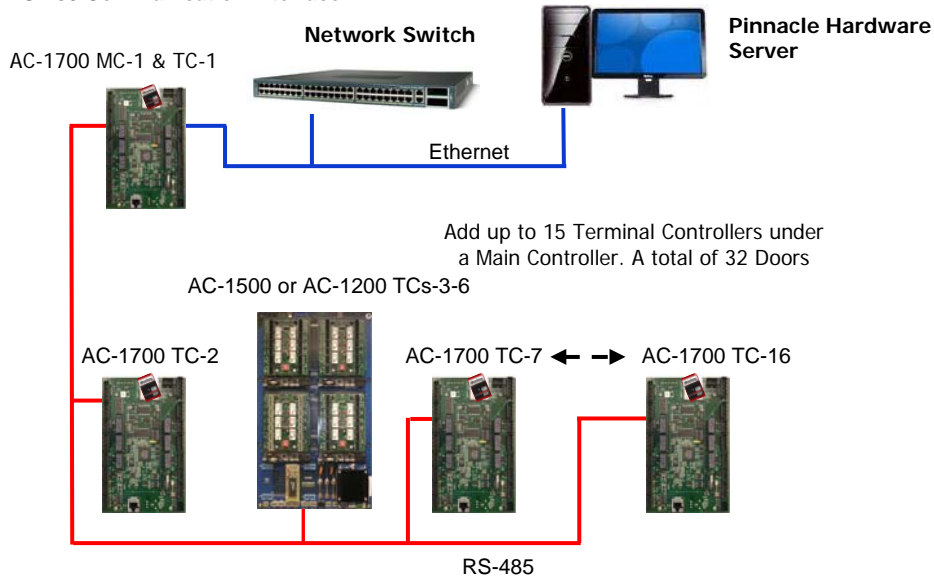 Network Switch
Pinnacle Hardware
Server
AC-1700 MC-1 & TC-1
Ethernet
Add up to 15 Terminal Controllers under
a Main Controller. A total of 32 Doors
AC-1500 or AC-1200 TCs-3-6
AC-1700 TC-2
AC-1700 TC-7
AC-1700 TC-16
RS-485